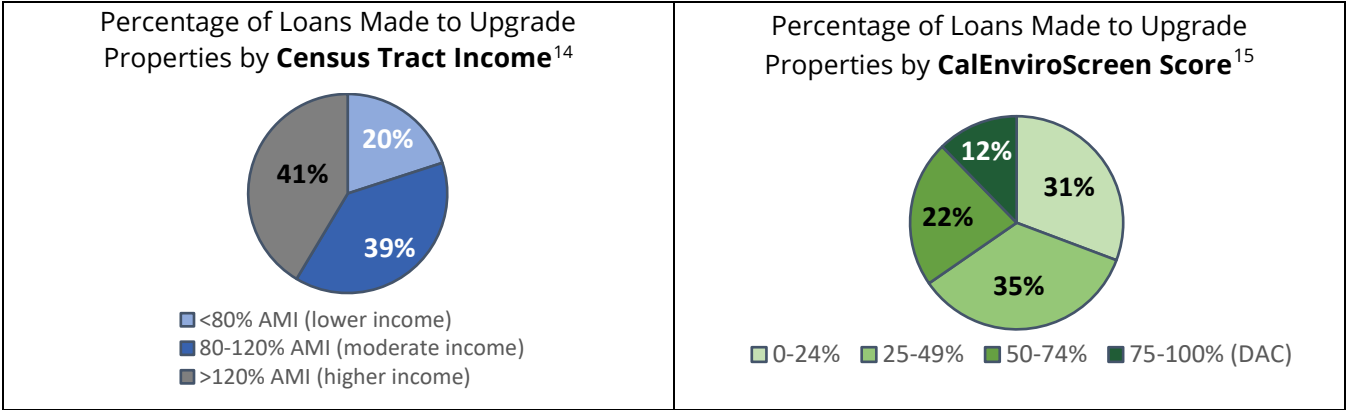 Percentage of Loans Made to Upgrade
Properties by Census Tract Income14
20%
41%
39%
<80% AMI (lower income)
80-120% AMI (moderate income)
>120% AMI (higher income)
Percentage of Loans Made to Upgrade
Properties by CalEnviroScreen Score15
12%
31%
22%
35%
0-24% 25-49% 50-74% 75-100% (DAC)